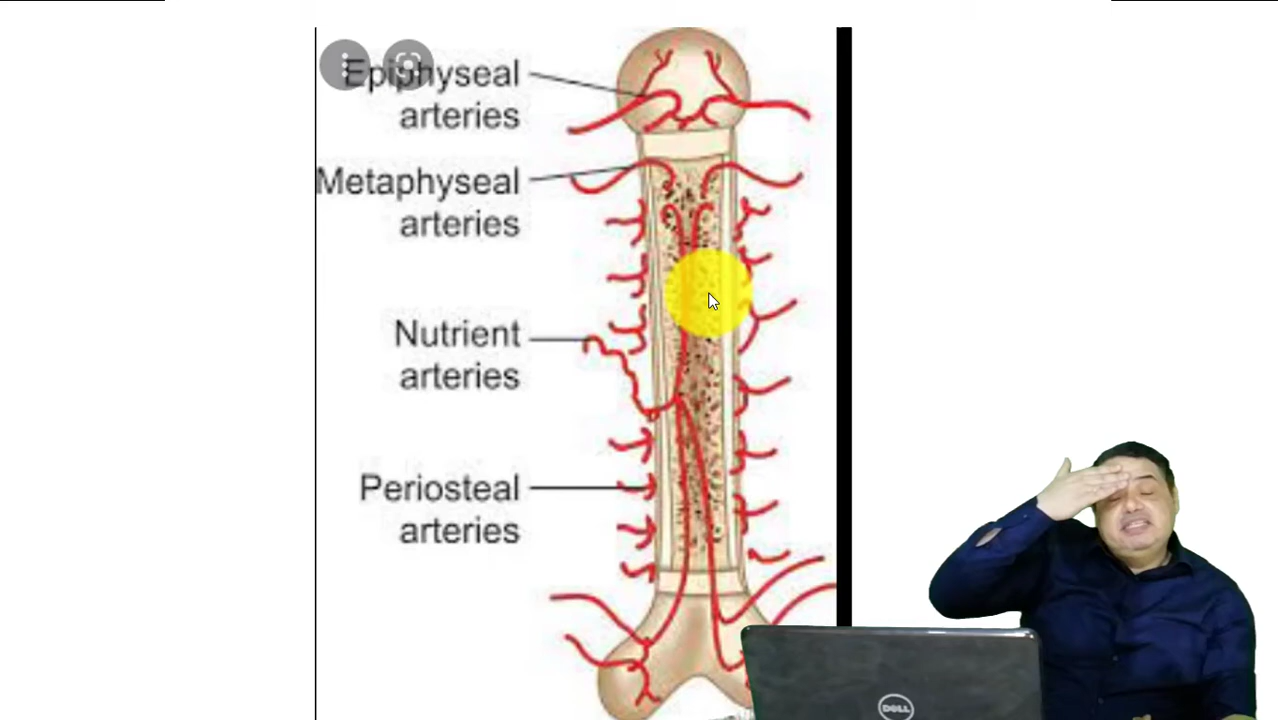 Epiphyseal
arteries
Metaphyseal
arteries
Nutrient
arteries
Periosteal
arteries
DELL